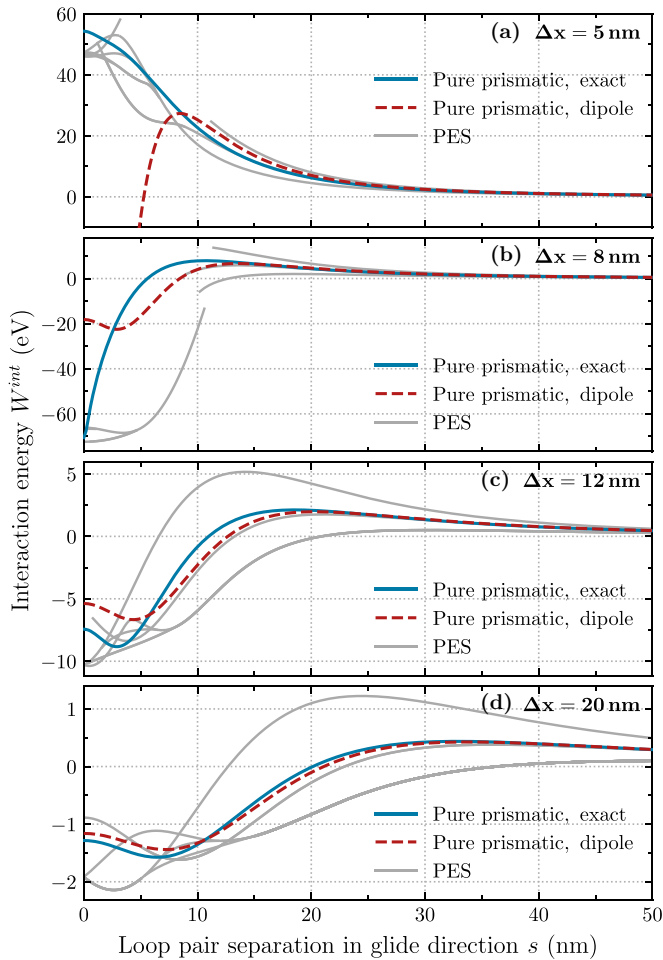 (a) Δx = 5 nm
60
40
20
0
Pure prismatic, exact
Pure prismatic, dipole
PES
(b) Δx = 8 nm
0
−20
−40
−60
Pure prismatic, exact
Pure prismatic, dipole
PES
Interaction energy W^{int} (eV)
(c) Δx = 12 nm
5
0
−5
−10
Pure prismatic, exact
Pure prismatic, dipole
PES
(d) Δx = 20 nm
1
0
−1
−2
Pure prismatic, exact
Pure prismatic, dipole
PES
0 10 20 30 40 50
Loop pair separation in glide direction s (nm)